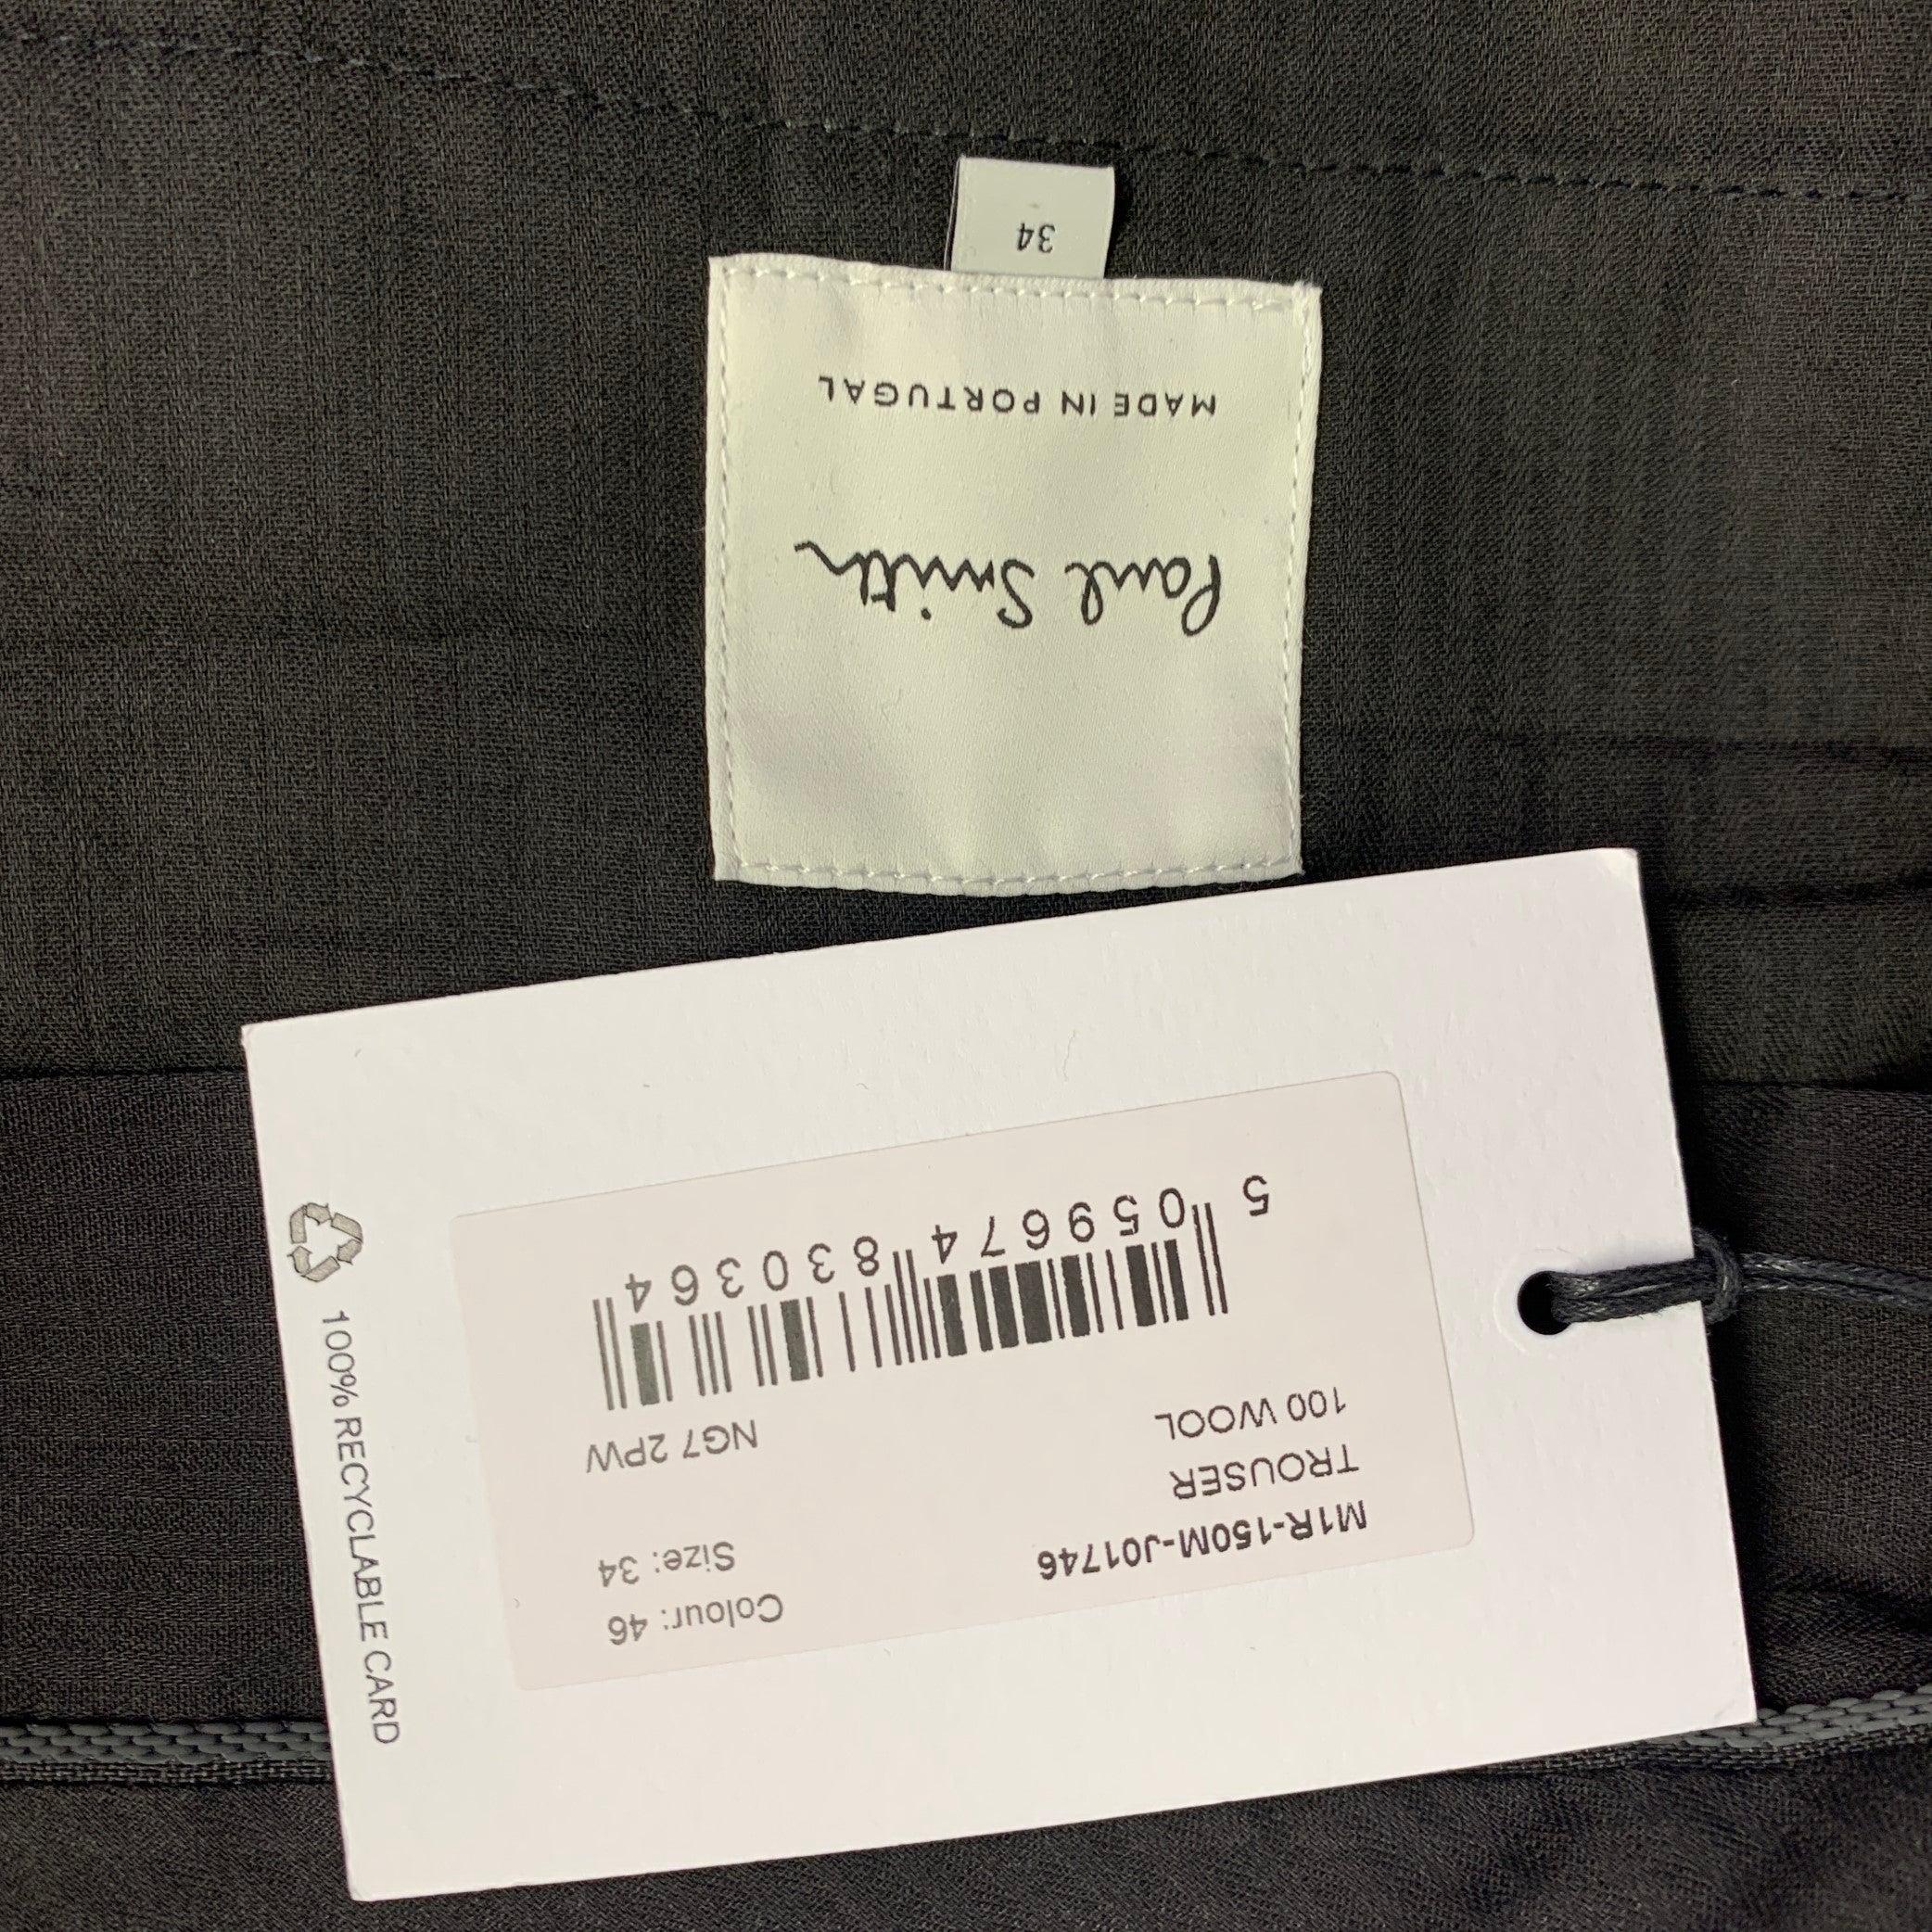 Paul Smith
MADE IN PORTUGAL
34
M1R-150M-J01746
TROUSER
100 WOOL
Colour: 46
Size: 34
NG7 2PW
5 059674 830364
100% RECYCLABLE CARD